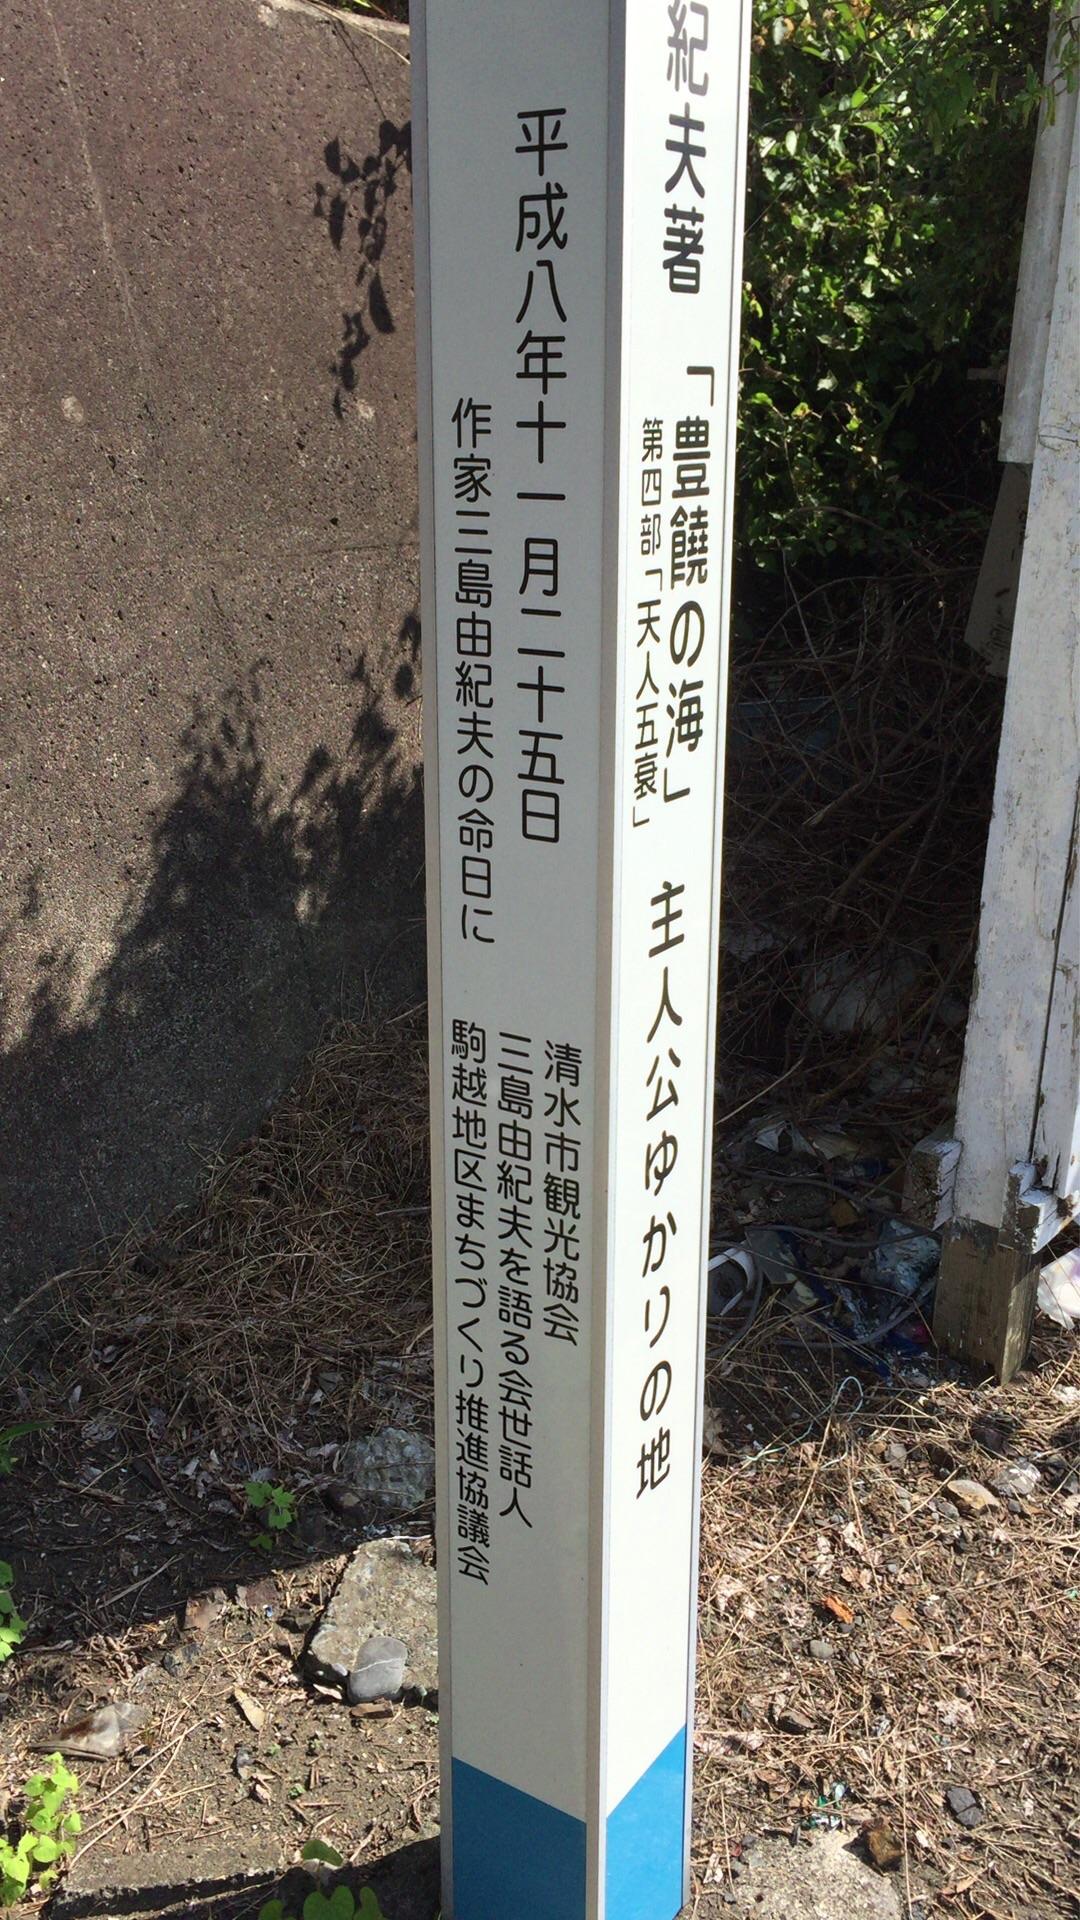 紀夫著 「豊饒の海」 主人公ゆかりの地
第四部「天人五衰」
平成八年十一月二十五日
作家三島由紀夫の命日に
清水市観光協会
三島由紀夫を語る会世話人
駒越地区まちづくり推進協議会